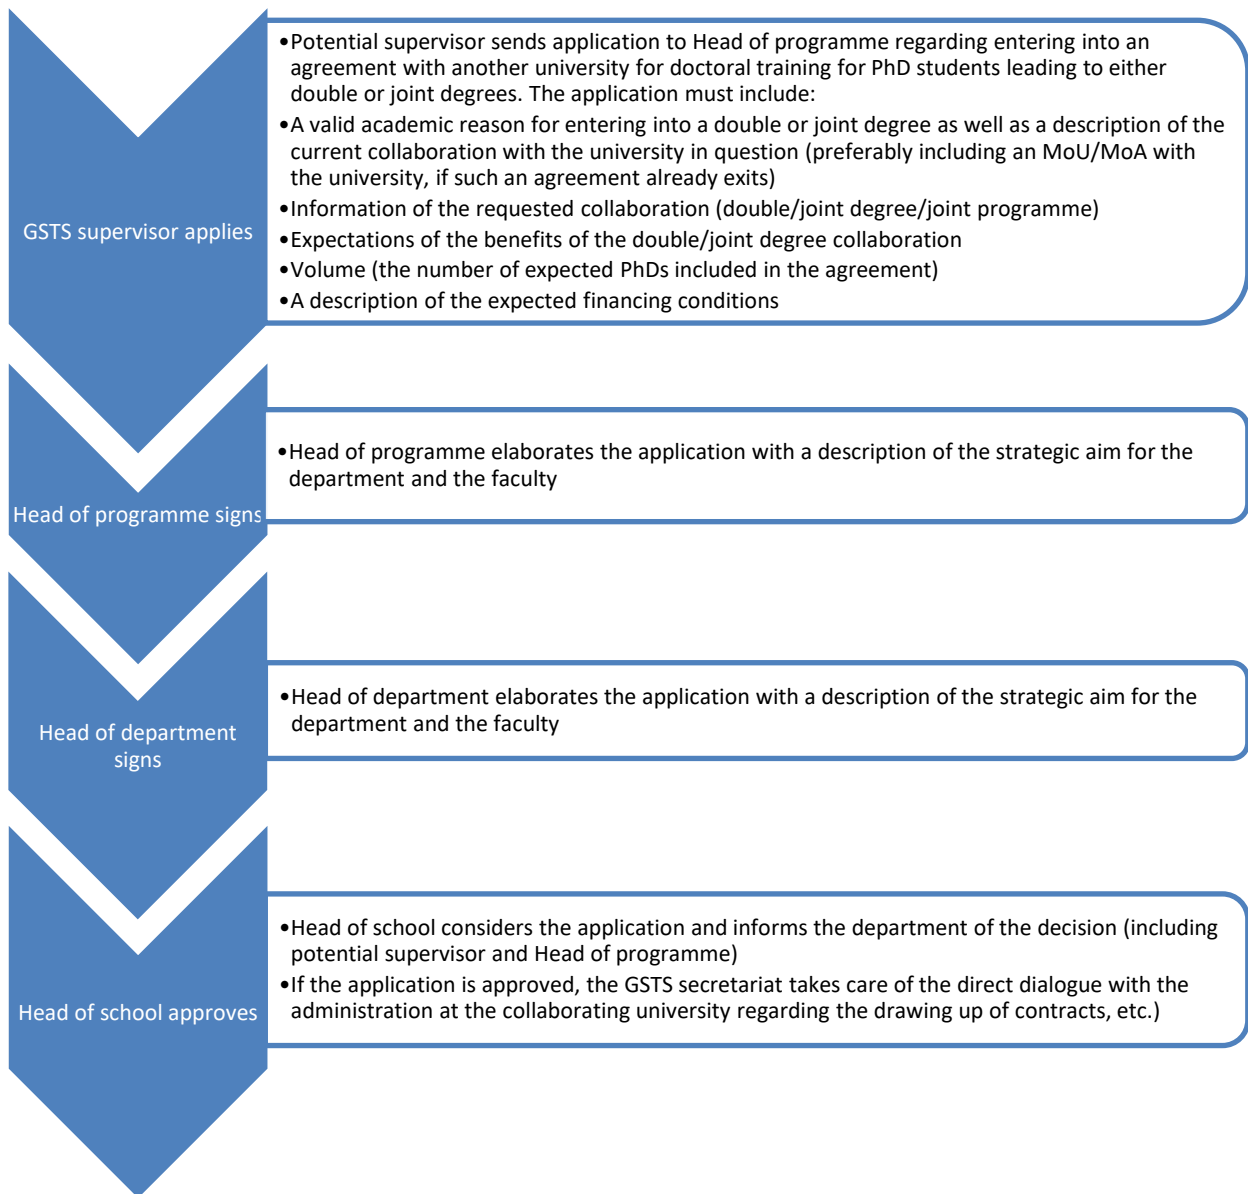 •Potential supervisor sends application to Head of programme regarding entering into an
agreement with another university for doctoral training for PhD students leading to either
double or joint degrees. The application must include:
•A valid academic reason for entering into a double or joint degree as well as a description of the
current collaboration with the university in question (preferably including an MoU/MoA with
the university, if such an agreement already exits)
•Information of the requested collaboration (double/joint degree/joint programme)
•Expectations of the benefits of the double/joint degree collaboration
•Volume (the number of expected PhDs included in the agreement)
•A description of the expected financing conditions
GSTS supervisor applies
•Head of programme elaborates the application with a description of the strategic aim for the
department and the faculty
Head of programme signs
•Head of department elaborates the application with a description of the strategic aim for the
department and the faculty
Head of department
signs
•Head of school considers the application and informs the department of the decision (including
potential supervisor and Head of programme)
•If the application is approved, the GSTS secretariat takes care of the direct dialogue with the
administration at the collaborating university regarding the drawing up of contracts, etc.)
Head of school approves